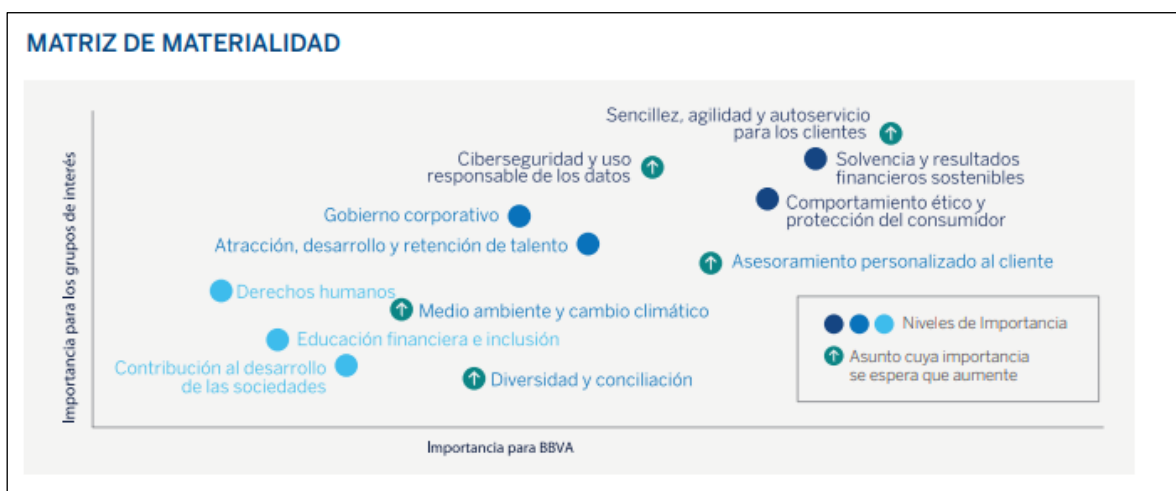 MATRIZ DE MATERIALIDAD
Importancia para los grupos de interés
Sencillez, agilidad y autoservicio
para los clientes
Ciberseguridad y uso
responsable de los datos
Solvencia y resultados
financieros sostenibles
Comportamiento ético y
protección del consumidor
Gobierno corporativo
Atracción, desarrollo y retención de talento
Asesoramiento personalizado al cliente
Derechos humanos
Medio ambiente y cambio climático
Educación financiera e inclusión
Contribución al desarrollo
de las sociedades
Diversidad y conciliación
Niveles de Importancia
Asunto cuya importancia
se espera que aumente
Importancia para BBVA